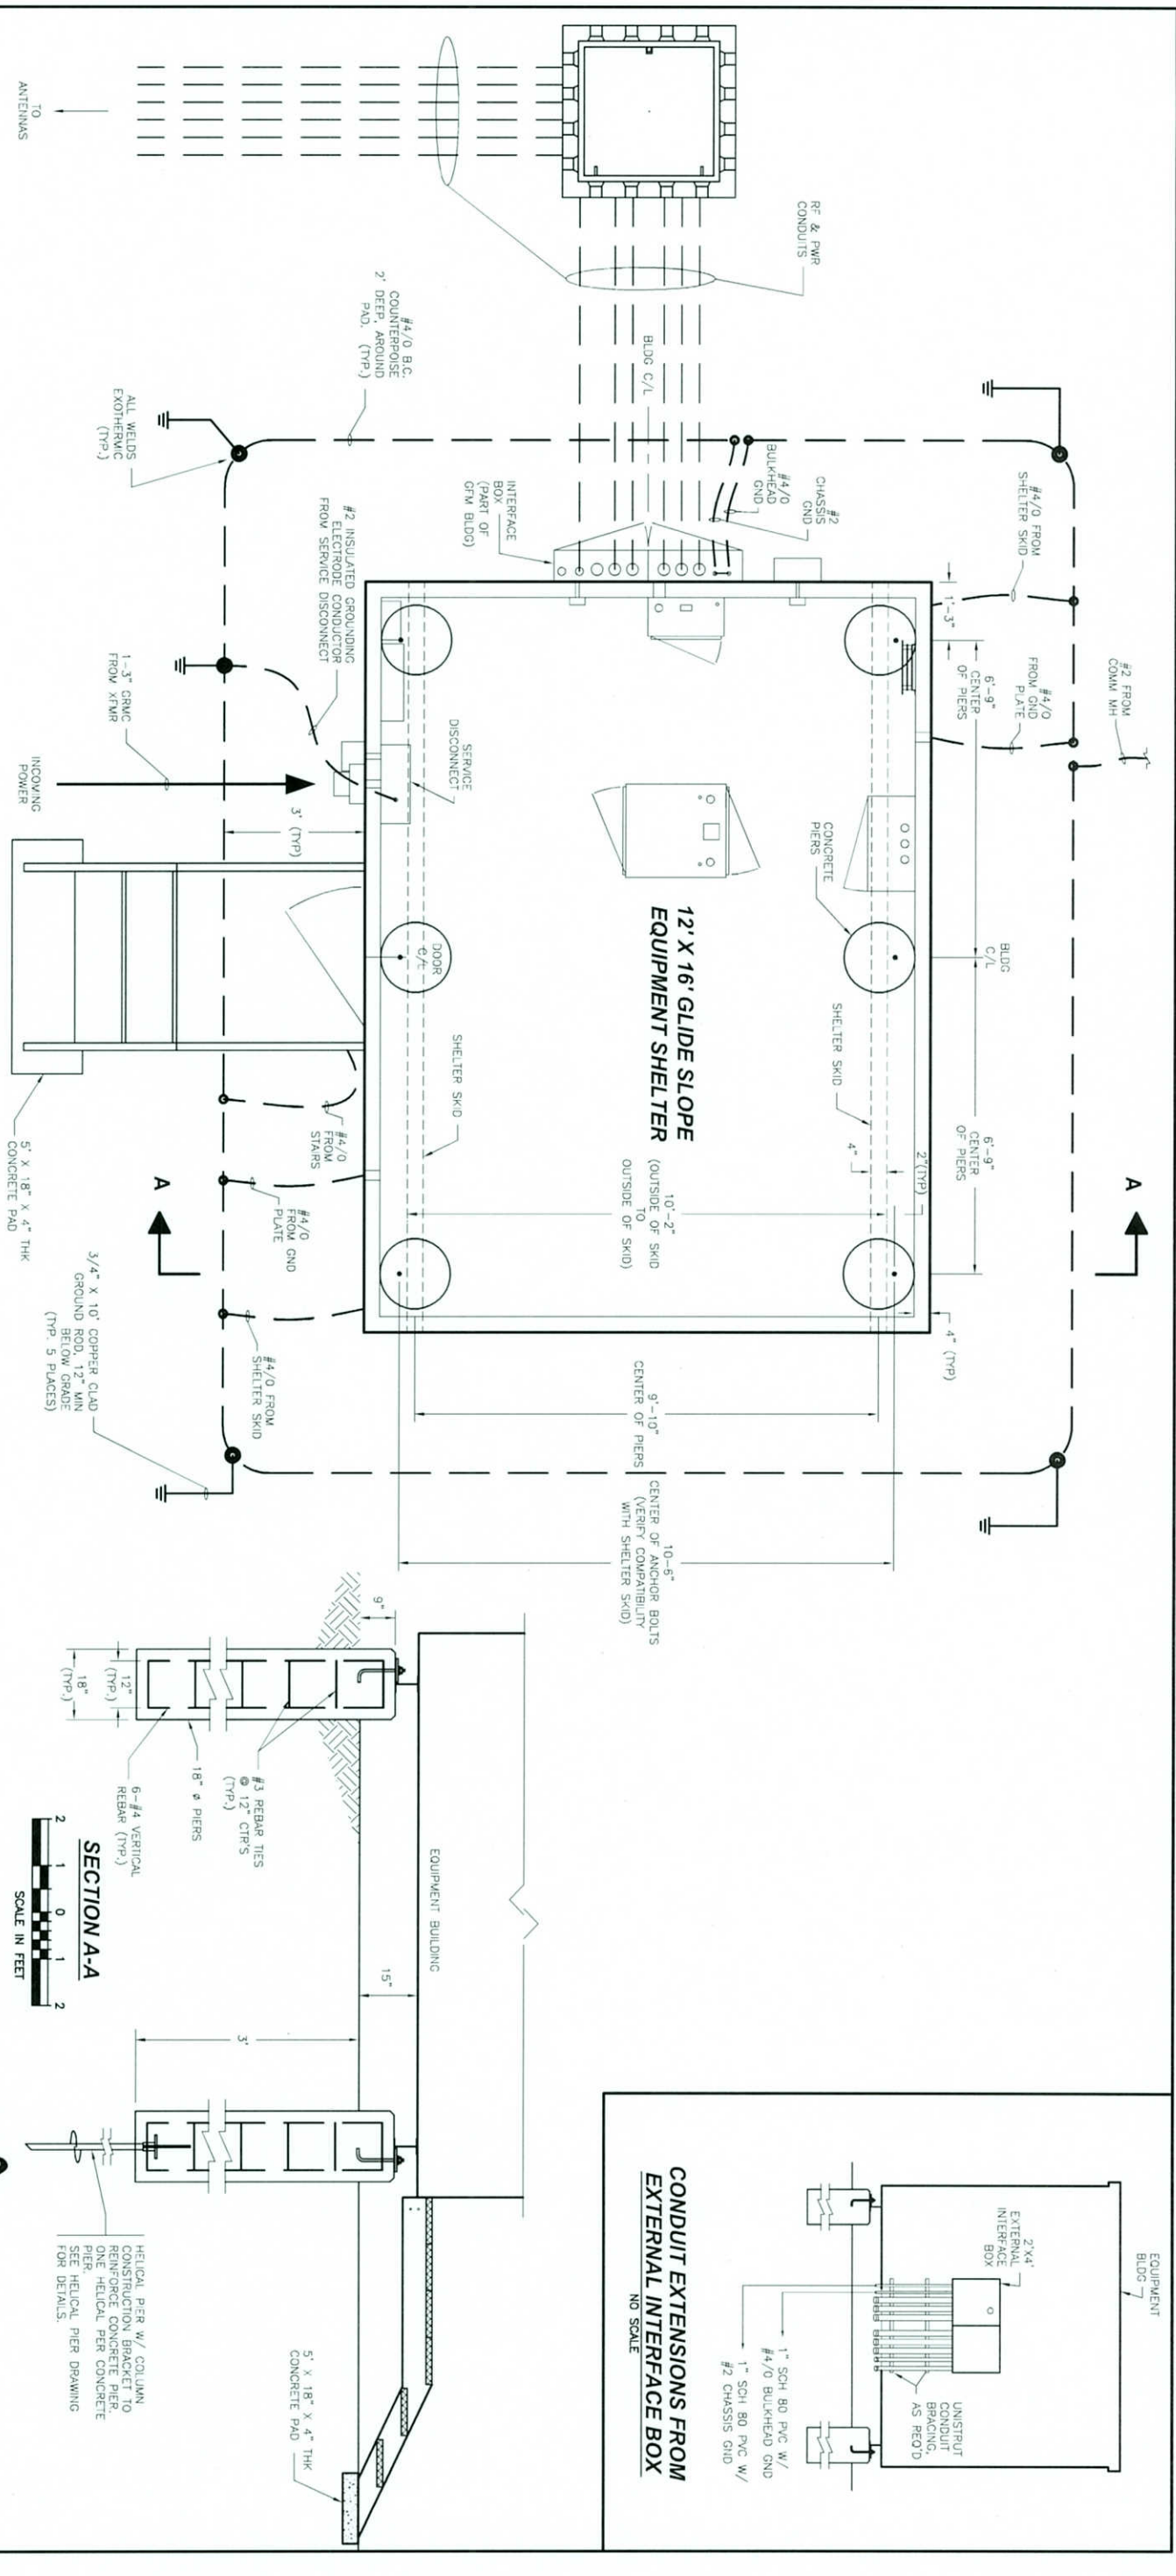 TO
ANTENNAS
RF & PWR
CONDUITS
#4/0 B.C.
COUNTERPOISE
2' DEEP, AROUND
PAD. (TYP.)
ALL WELDS
EXOTHERMIC
(TYP.)
BLDG C/L
#2
CHASSIS
GND
#4/0
BULKHEAD
GND
INTERFACE
BOX
(PART OF
GFM BLDG)
#4/0 FROM
SHELTER SKID
1'-3"
#4/0
FROM GND
PLATE
#2 FROM
COMM MH
6'-9"
CENTER
OF PIERS
#2 INSULATED GROUNDING
ELECTRODE CONDUCTOR
FROM SERVICE DISCONNECT
1-3" GRMC
FROM XFMR
INCOMING
POWER
SERVICE
DISCONNECT
3' (TYP)
CONCRETE
PIERS
12' X 16' GLIDE SLOPE
EQUIPMENT SHELTER
BLDG
C/L
DOOR
C/L
SHELTER SKID
SHELTER SKID
4"
2"(TYP)
6'-9"
CENTER
OF PIERS
10'-2"
(OUTSIDE OF SKID
TO
OUTSIDE OF SKID)
#4/0
FROM
STAIRS
#4/0
FROM GND
PLATE
#4/0 FROM
SHELTER SKID
A
A
5' X 18" X 4" THK
CONCRETE PAD
3/4" X 10' COPPER CLAD
GROUND ROD, 12" MIN
BELOW GRADE
(TYP. 5 PLACES)
4" (TYP)
9'-10"
CENTER OF PIERS
10-6"
CENTER OF ANCHOR BOLTS
(VERIFY COMPATIBILITY
WITH SHELTER SKID)
9"
12"
(TYP.)
18"
(TYP.)
#3 REBAR TIES
@ 12" CTR'S
(TYP.)
18" ø PIERS
6-#4 VERTICAL
REBAR (TYP.)
EQUIPMENT BUILDING
15"
3'
SECTION A-A
2 1 0 1 2
SCALE IN FEET
HELICAL PIER W/ COLUMN
CONSTRUCTION BRACKET TO
REINFORCE CONCRETE PIER.
ONE HELICAL PER CONCRETE
PIER.
SEE HELICAL PIER DRAWING
FOR DETAILS.
5' X 18" X 4" THK
CONCRETE PAD
EQUIPMENT
BLDG
2'X4'
EXTERNAL
INTERFACE
BOX
UNISTRUT
CONDUIT
BRACING,
AS REQ'D
1" SCH 80 PVC W/
#4/0 BULKHEAD GND
1" SCH 80 PVC W/
#2 CHASSIS GND
CONDUIT EXTENSIONS FROM
EXTERNAL INTERFACE BOX
NO SCALE